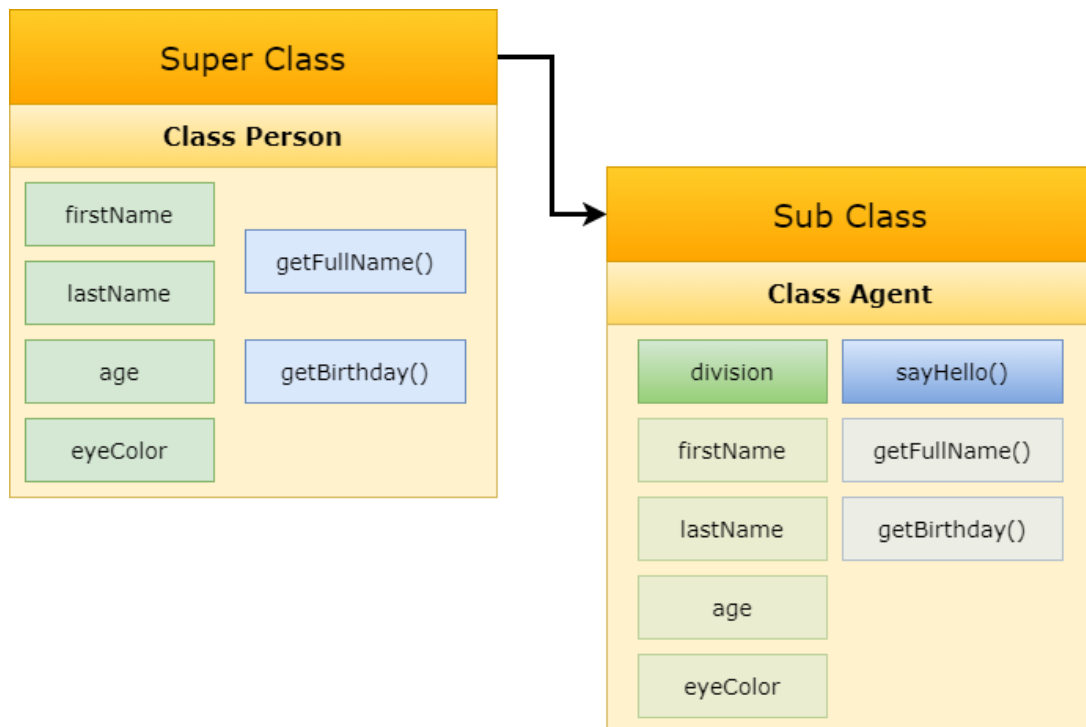 Super Class
Class Person
firstName
getFullName()
lastName
age
getBirthday()
eyeColor
Sub Class
Class Agent
division
sayHello()
firstName
getFullName()
lastName
getBirthday()
age
eyeColor